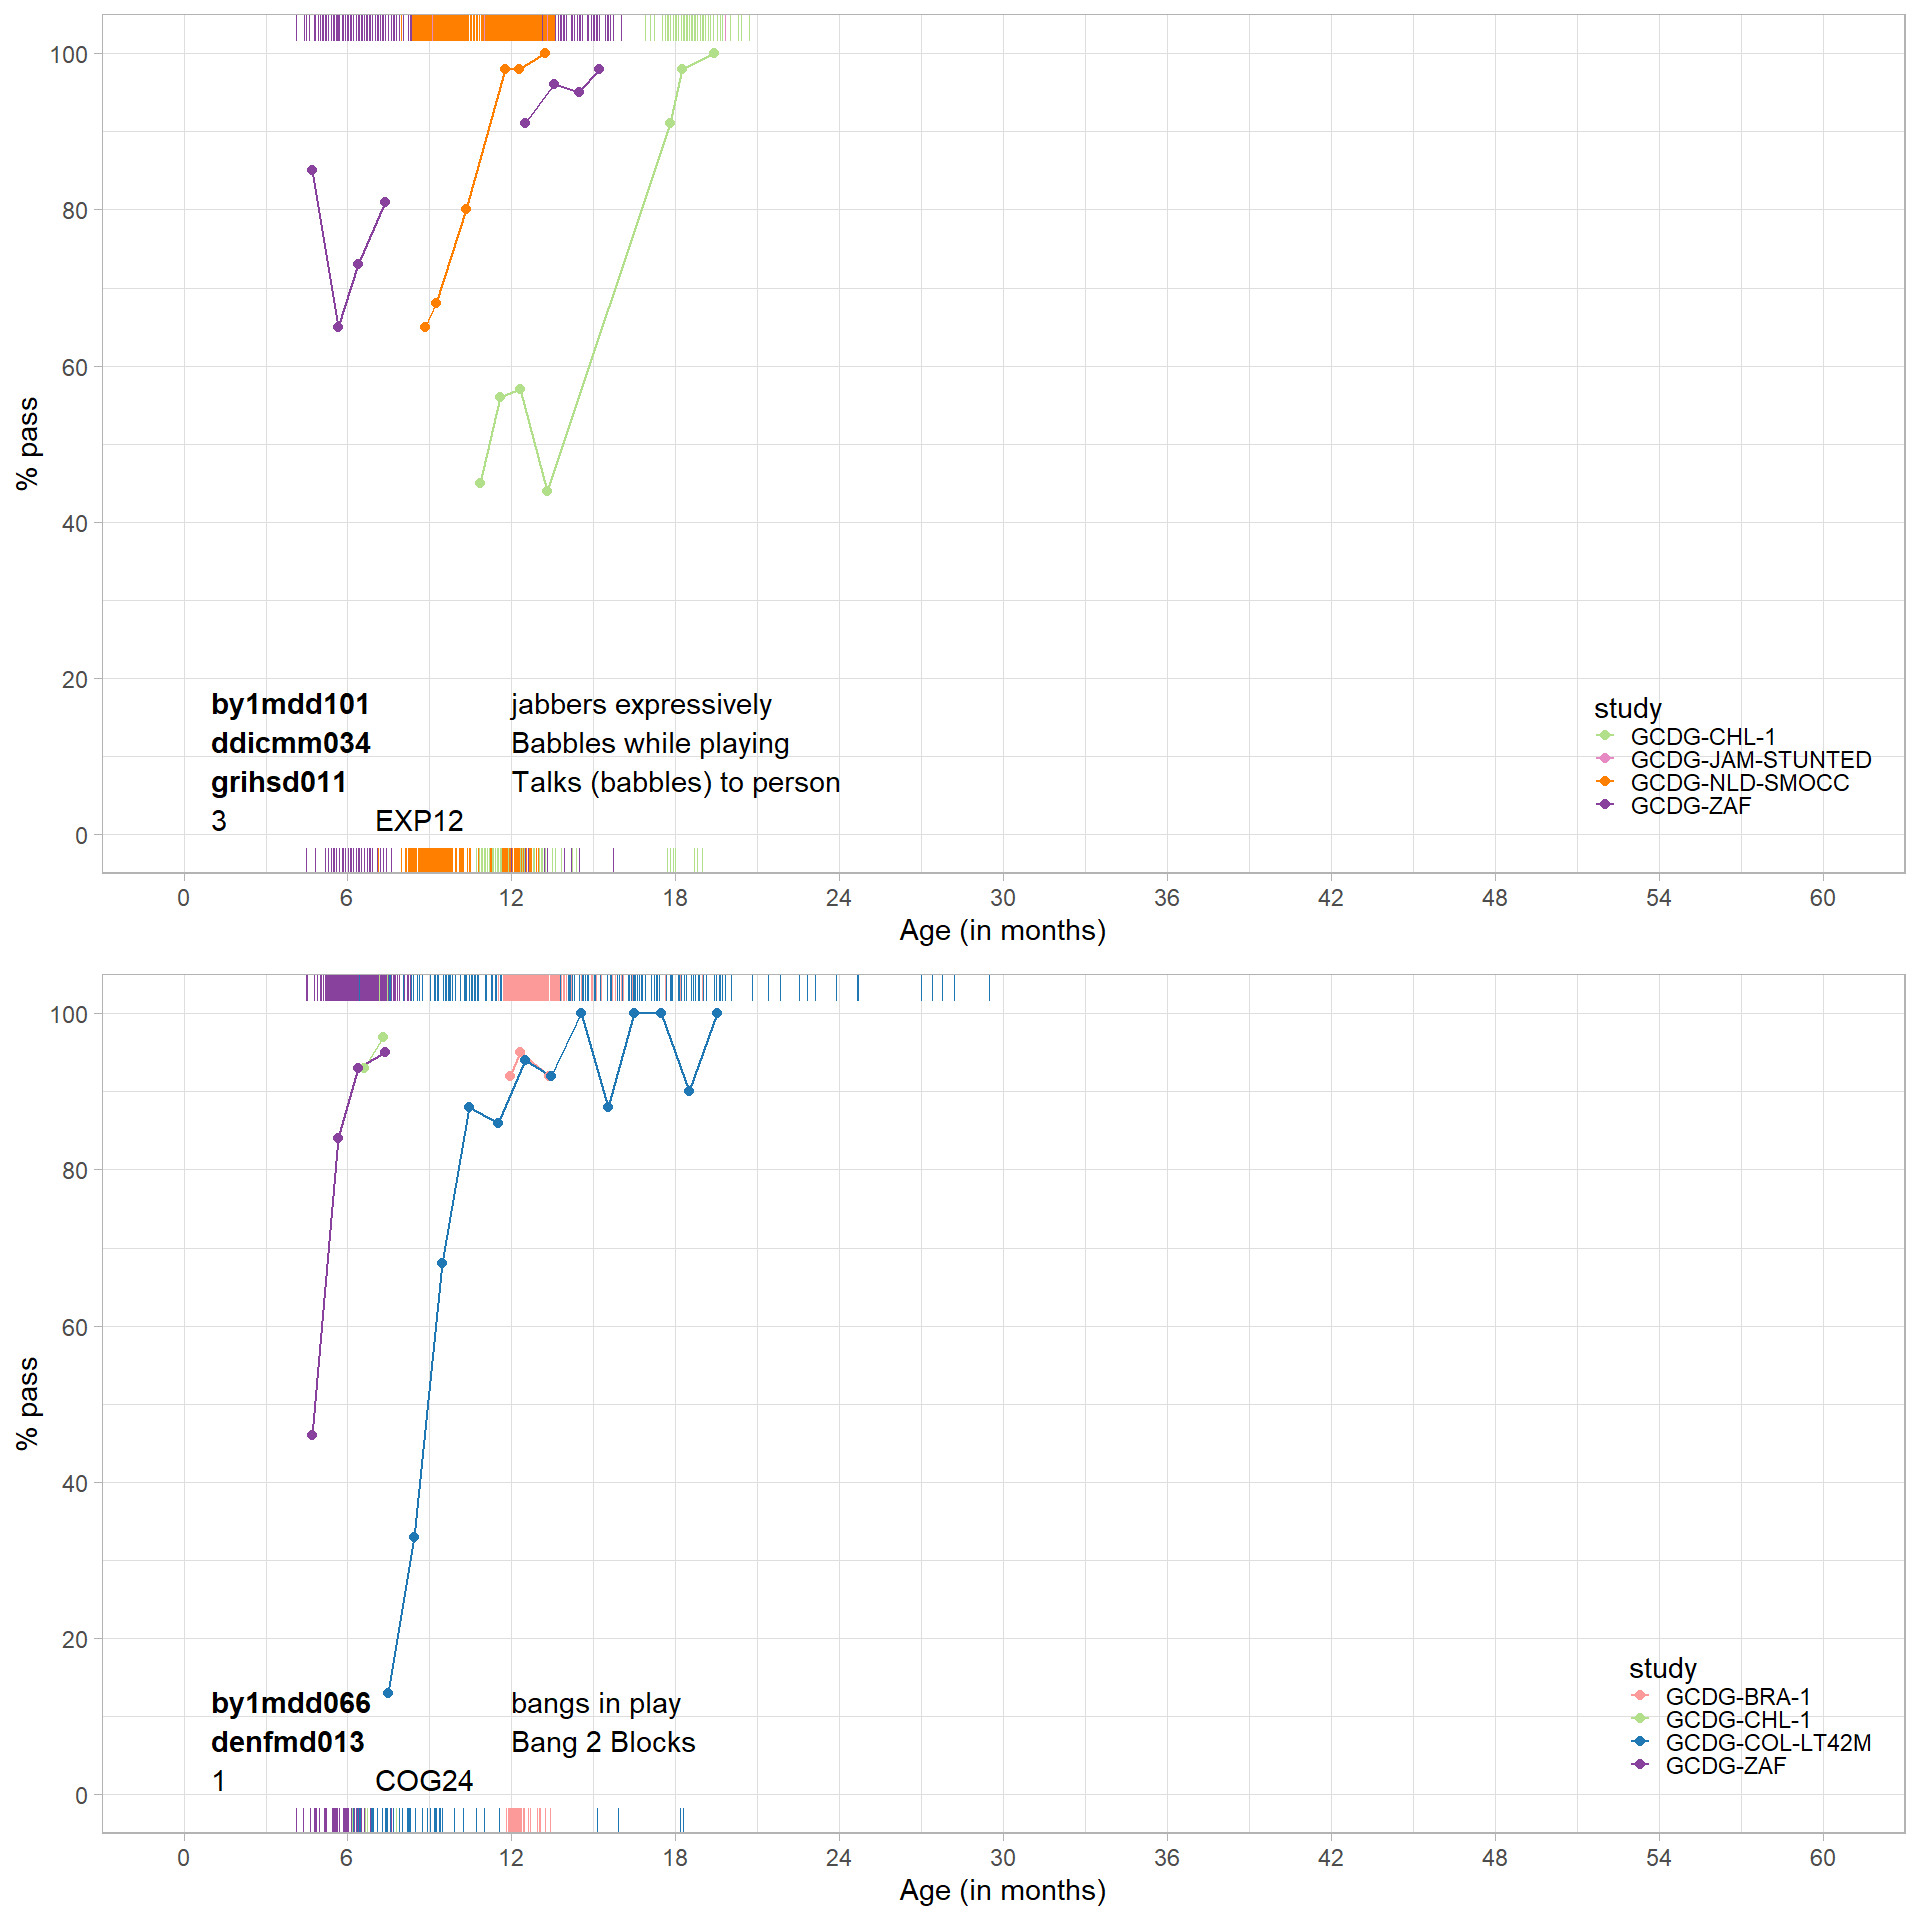 100
80
60
40
20
0
% pass
by1mdd101 jabbers expressively
ddicmm034 Babbles while playing
grihsd011 Talks (babbles) to person
3 EXP12
study
GCDG-CHL-1
GCDG-JAM-STUNTED
GCDG-NLD-SMOCC
GCDG-ZAF
0 6 12 18 24 30 36 42 48 54 60
Age (in months)
100
80
60
40
20
0
% pass
by1mdd066 bangs in play
denfmd013 Bang 2 Blocks
1 COG24
study
GCDG-BRA-1
GCDG-CHL-1
GCDG-COL-LT42M
GCDG-ZAF
0 6 12 18 24 30 36 42 48 54 60
Age (in months)